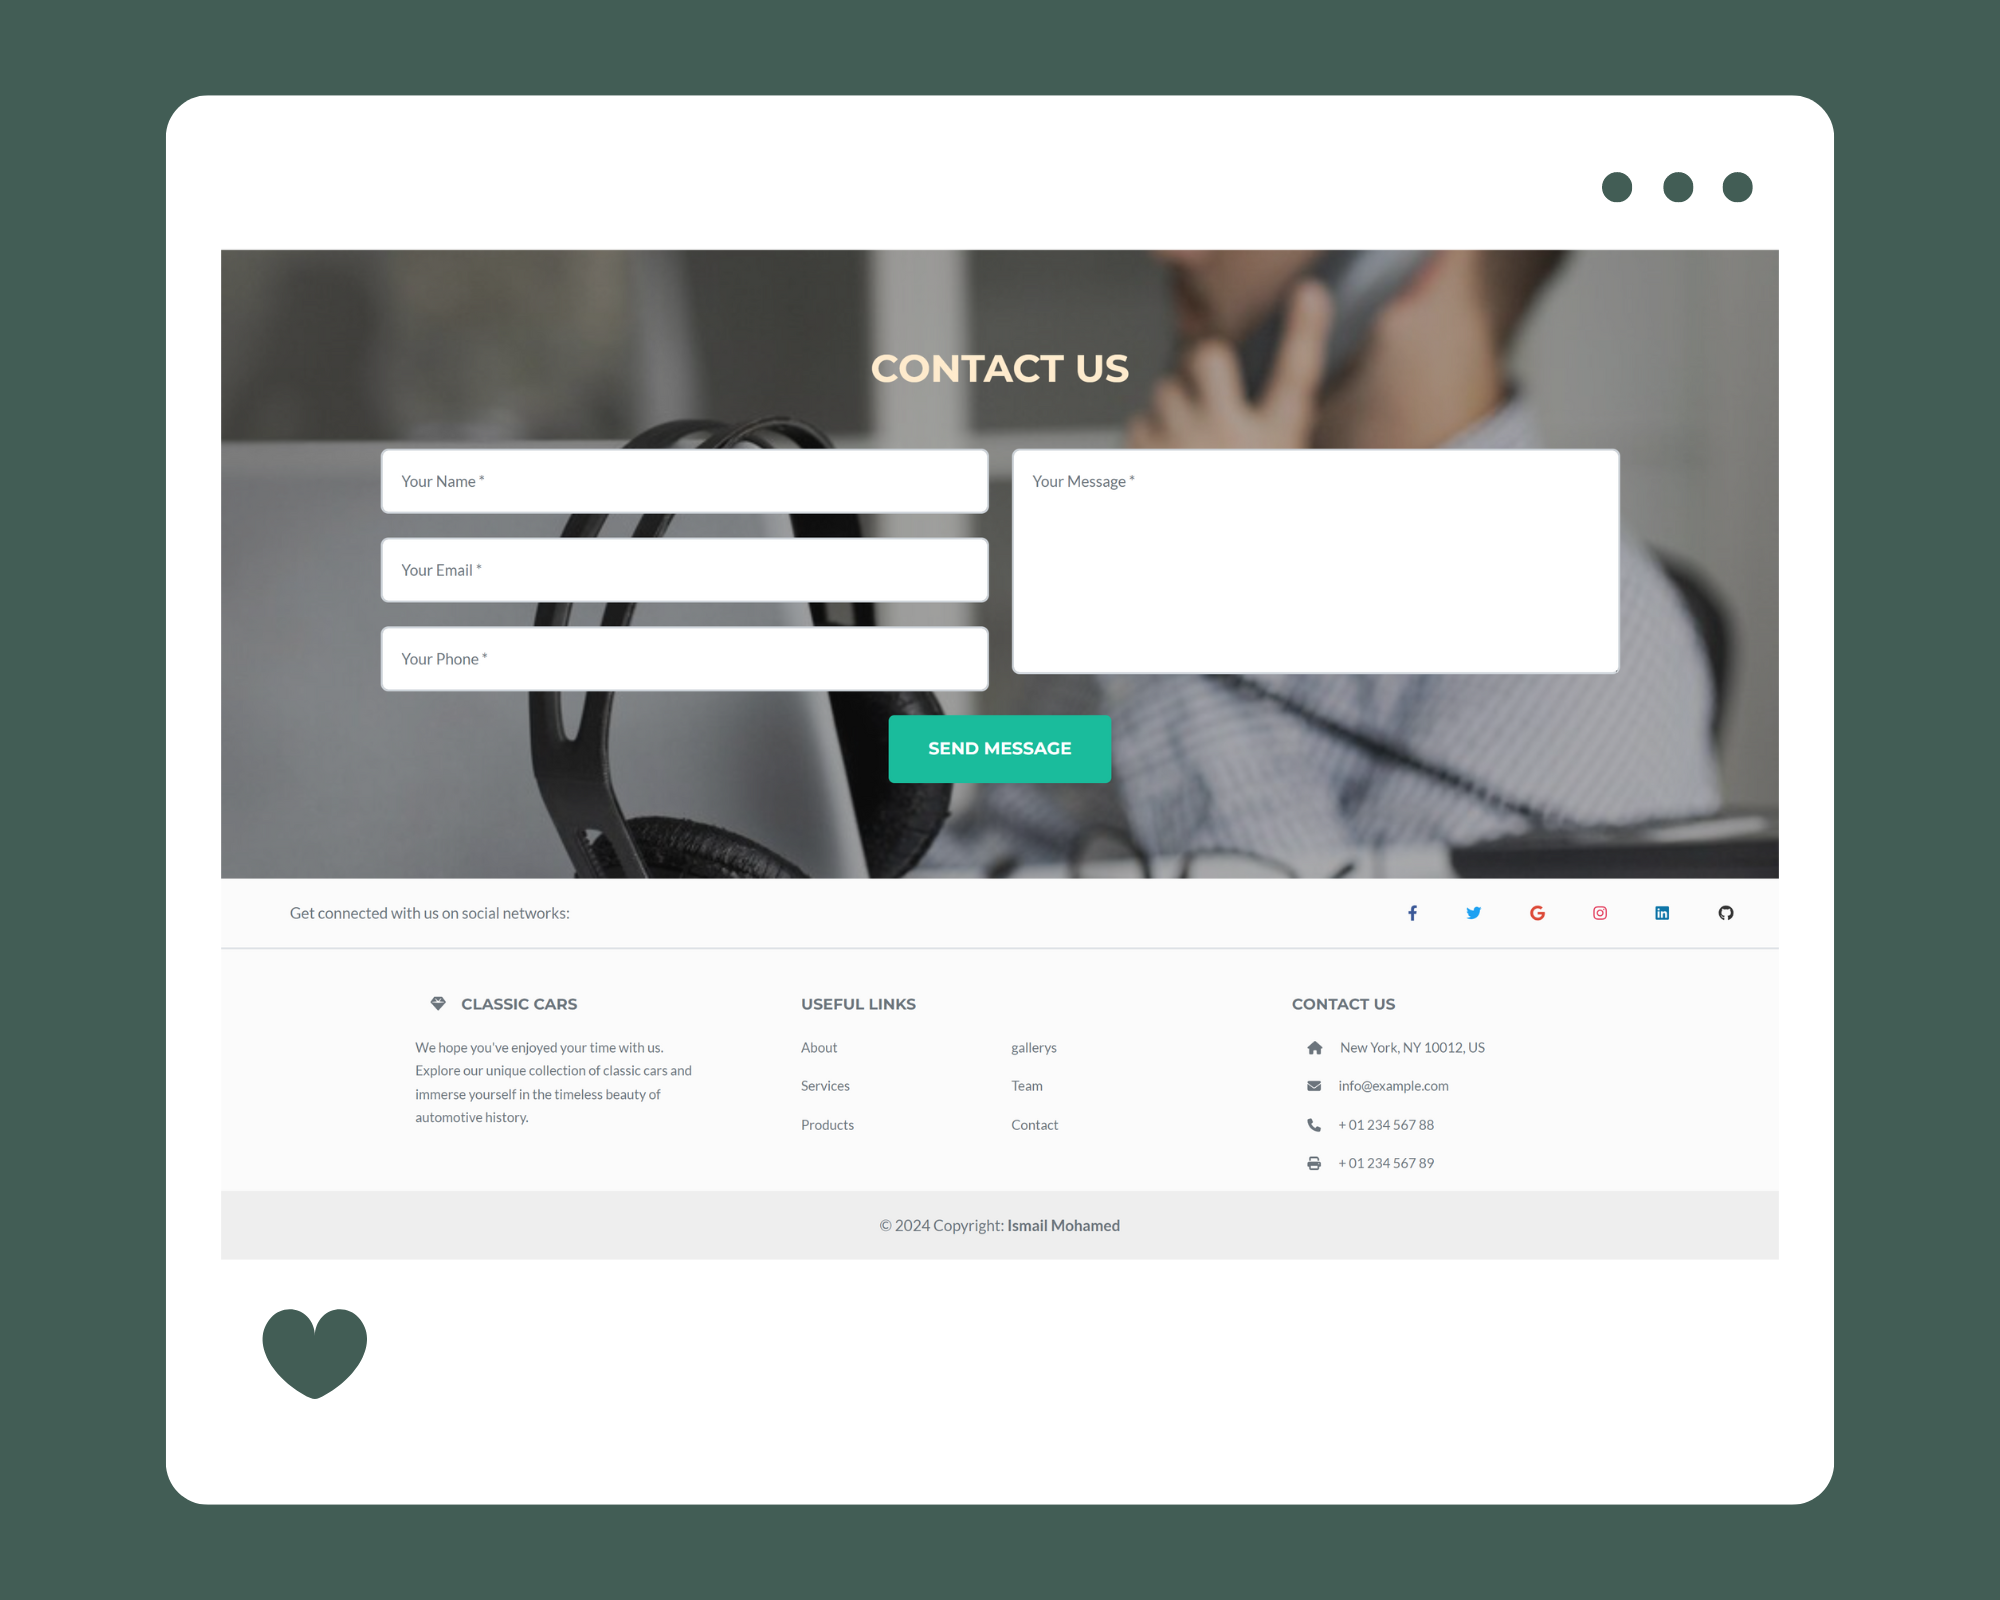 CONTACT US
Your Name *
Your Email *
Your Phone *
Your Message *
SEND MESSAGE
Get connected with us on social networks:
CLASSIC CARS
We hope you've enjoyed your time with us.
Explore our unique collection of classic cars and
immerse yourself in the timeless beauty of
automotive history.
USEFUL LINKS
About
Services
Products
gallerys
Team
Contact
CONTACT US
New York, NY 10012, US
info@example.com
+ 01 234 567 88
+ 01 234 567 89
© 2024 Copyright: Ismail Mohamed